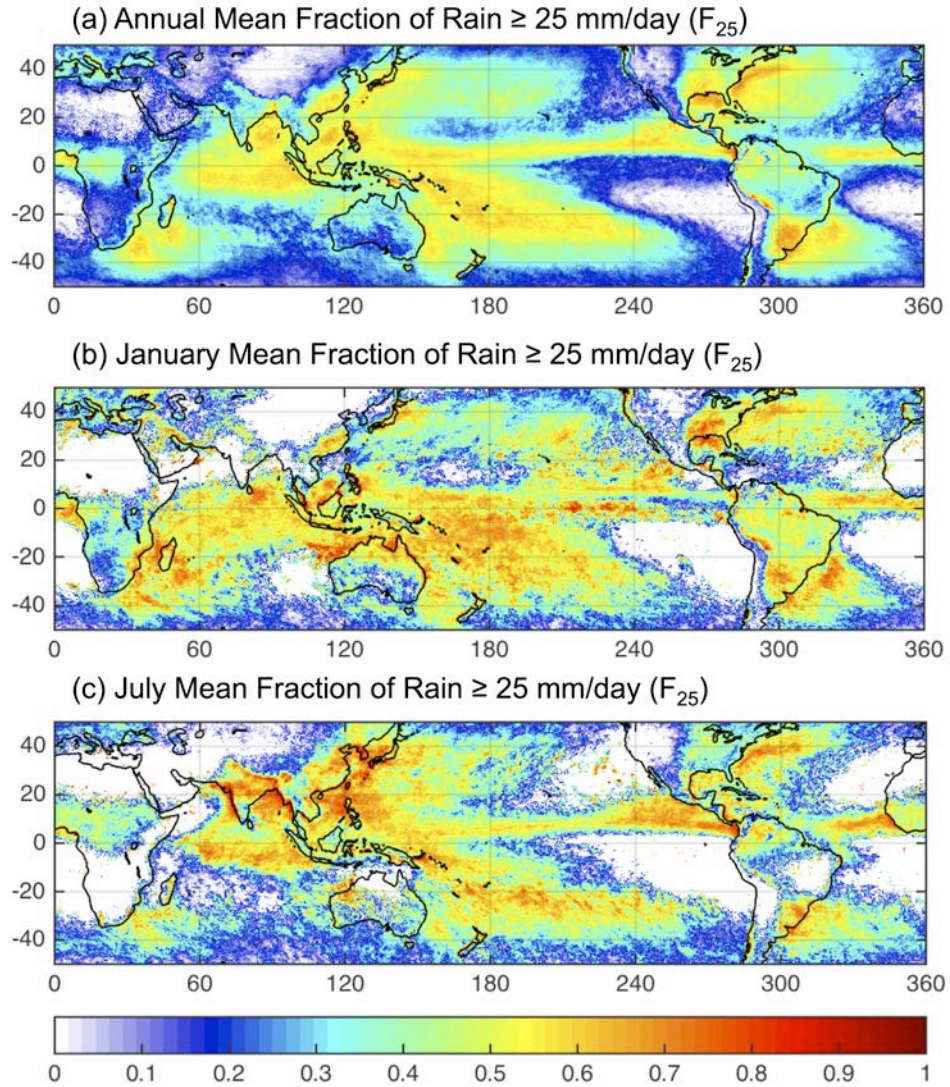 (a) Annual Mean Fraction of Rain ≥ 25 mm/day (F₂₅)
40
20
0
-20
-40
0 60 120 180 240 300 360
(b) January Mean Fraction of Rain ≥ 25 mm/day (F₂₅)
40
20
0
-20
-40
0 60 120 180 240 300 360
(c) July Mean Fraction of Rain ≥ 25 mm/day (F₂₅)
40
20
0
-20
-40
0 60 120 180 240 300 360
0 0.1 0.2 0.3 0.4 0.5 0.6 0.7 0.8 0.9 1